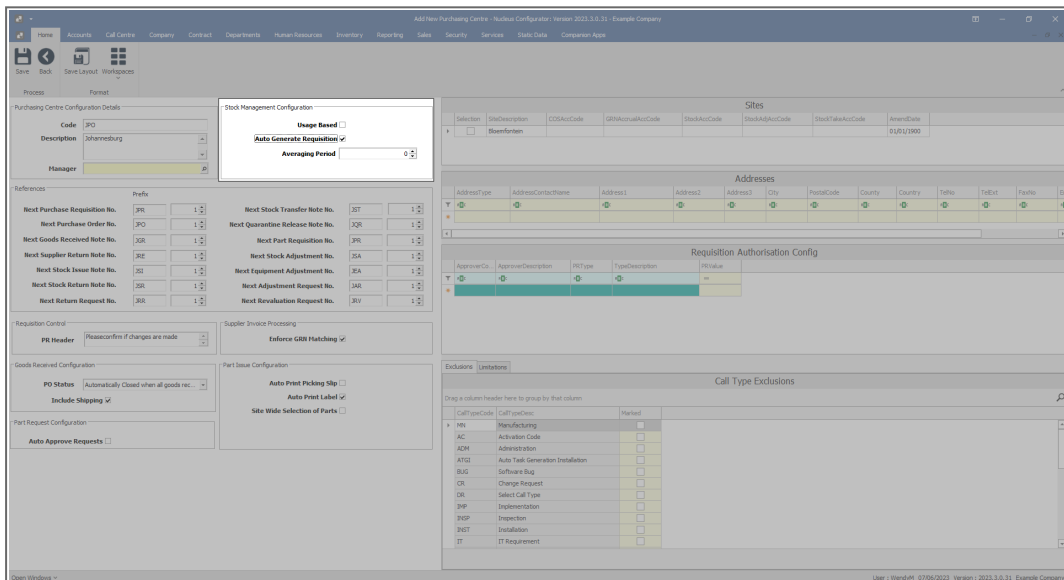 Add New Purchasing Centre - Nucleus Configurator: Version 2023.3.0.31 - Example Company
Home Accounts Call Centre Company Contract Departments Human Resources Inventory Reporting Sales Security Services Static Data Companion Apps
Save Back Save Layout Workspaces
Process Format
Purchasing Centre Configuration Details
Code JPO
Description Johannesburg
Manager
Stock Management Configuration
Usage Based
Auto Generate Requisition
Averaging Period 0
Sites
Selection SiteDescription COSAccCode GRNAccrualAccCode StockAccCode StockAdjAccCode StockTakeAccCode AmendDate
Bloemfontein 01/01/1900
Addresses
AddressType AddressContactName Address1 Address2 Address3 City PostalCode County Country TelNo TelExt FaxNo
References
Prefix
Next Purchase Requisition No. JPR 1
Next Purchase Order No. JPO 1
Next Goods Received Note No. JGR 1
Next Supplier Return Note No. JRE 1
Next Stock Issue Note No. JSI 1
Next Stock Return Note No. JSR 1
Next Return Request No. JRR 1
Next Stock Transfer Note No. JST 1
Next Quarantine Release Note No. JQR 1
Next Part Requisition No. JPR 1
Next Stock Adjustment No. JSA 1
Next Equipment Adjustment No. JEA 1
Next Adjustment Request No. JAR 1
Next Revaluation Request No. JRV 1
Requisition Authorisation Config
ApproverCo... ApproverDescription PRType TypeDescription PRValue
Requisition Control
PR Header Pleaseconfirm if changes are made
Supplier Invoice Processing
Enforce GRN Matching
Goods Received Configuration
PO Status Automatically Closed when all goods rec...
Include Shipping
Part Issue Configuration
Auto Print Picking Slip
Auto Print Label
Site Wide Selection of Parts
Part Request Configuration
Auto Approve Requests
Exclusions Limitations
Call Type Exclusions
Drag a column header here to group by that column
CallTypeCode CallTypeDesc Marked
MN Manufacturing
AC Activation Code
ADM Administration
ATGI Auto Task Generation Installation
BUG Software Bug
CR Change Request
DR Select Call Type
IMP Implementation
INSP Inspection
INST Installation
IT IT Requirement
Open Windows
User : WendyM 07/06/2023 Version : 2023.3.0.31 Example Company